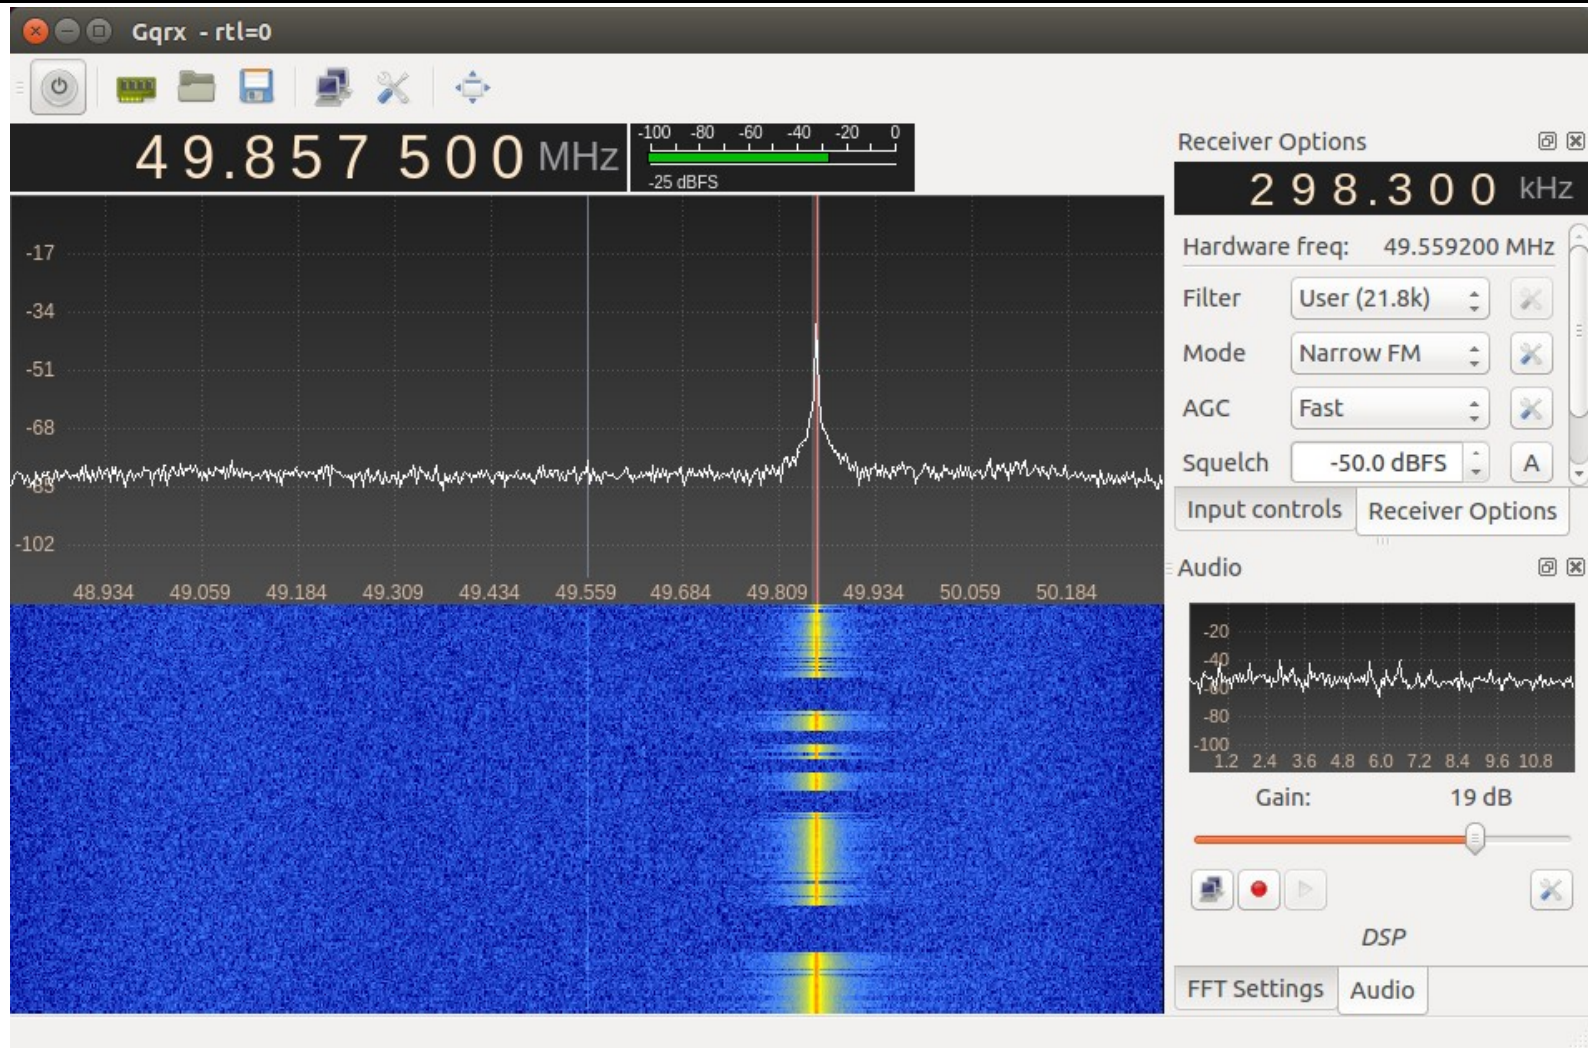 Gqrx - rtl=0
49.857 500 MHz
-100 -80 -60 -40 -20 0
-25 dBFS
-17
-34
-51
-68
-85
-102
48.934 49.059 49.184 49.309 49.434 49.559 49.684 49.809 49.934 50.059 50.184
Receiver Options
298.300 kHz
Hardware freq: 49.559200 MHz
Filter User (21.8k)
Mode Narrow FM
AGC Fast
Squelch -50.0 dBFS A
Input controls Receiver Options
Audio
-20
-40
-60
-80
-100
1.2 2.4 3.6 4.8 6.0 7.2 8.4 9.6 10.8
Gain: 19 dB
DSP
FFT Settings Audio